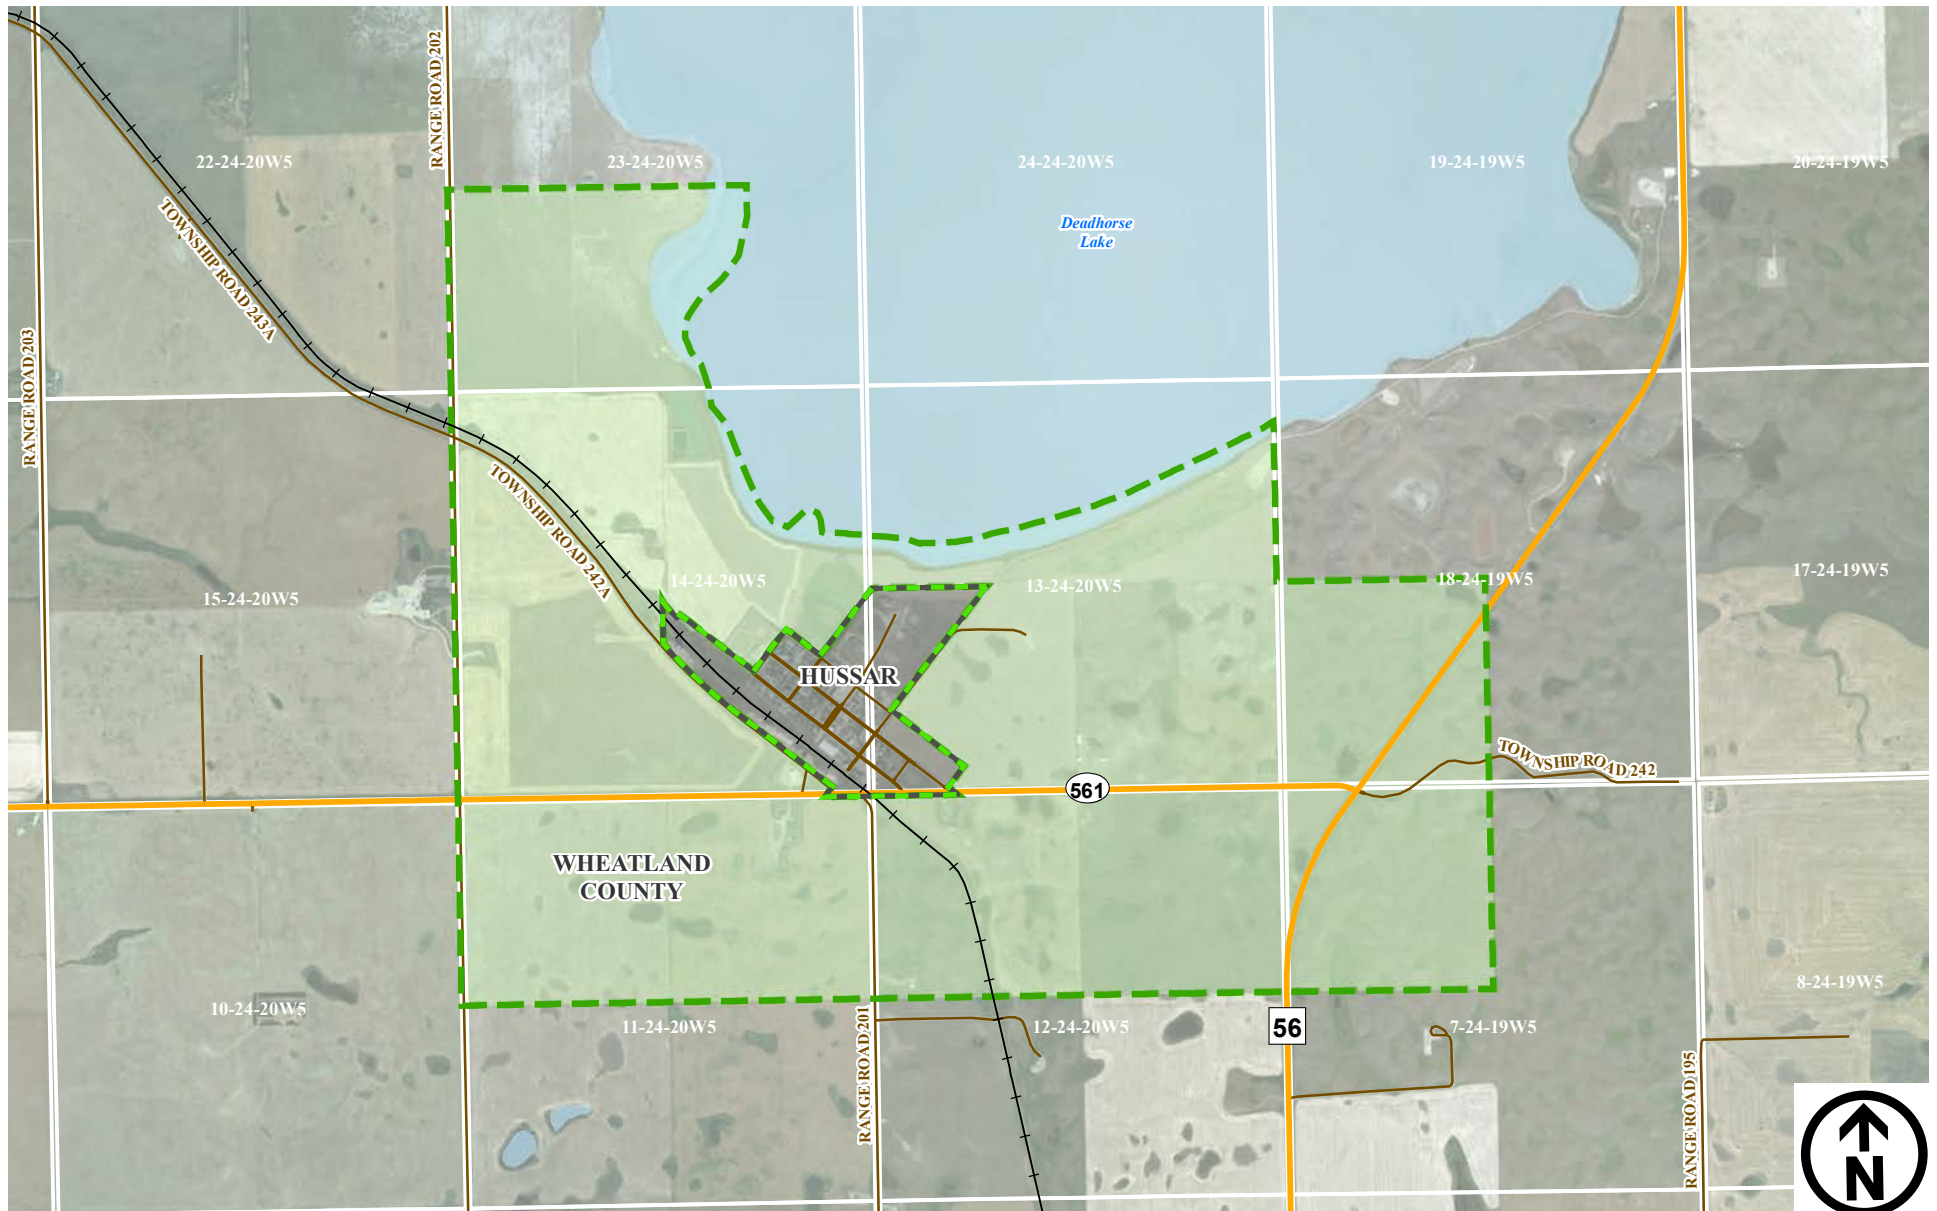 RANGE ROAD 202
22-24-20W5
23-24-20W5
24-24-20W5
19-24-19W5
20-24-19W5
Deadhorse
Lake
TOWNSHIP ROAD 243A
RANGE ROAD 203
TOWNSHIP ROAD 242A
15-24-20W5
14-24-20W5
13-24-20W5
18-24-19W5
17-24-19W5
HUSSAR
TOWNSHIP ROAD 242
561
WHEATLAND
COUNTY
10-24-20W5
11-24-20W5
RANGE ROAD 201
12-24-20W5
56
7-24-19W5
8-24-19W5
RANGE ROAD 195
N